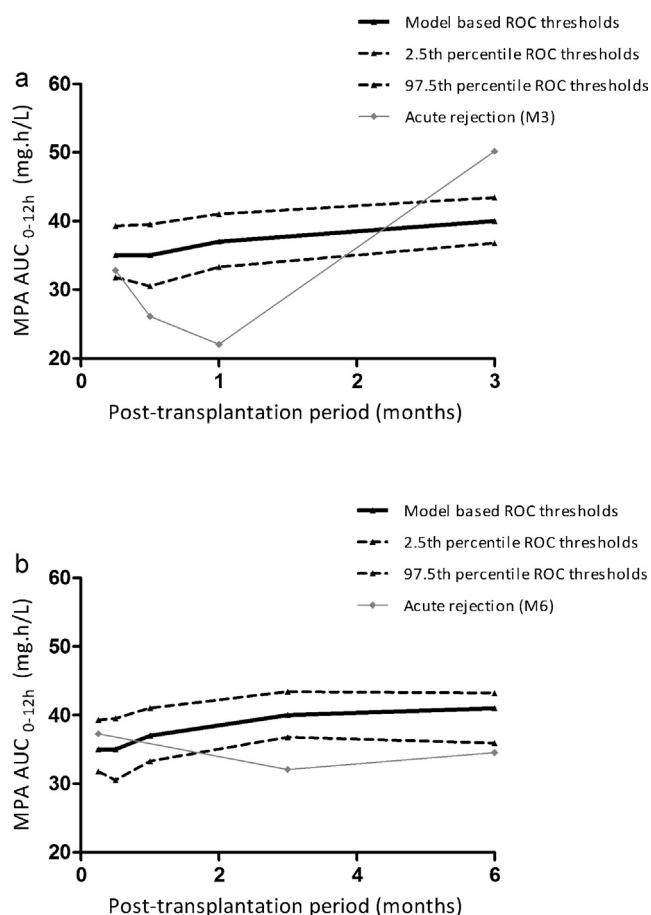 Model based ROC thresholds
2.5th percentile ROC thresholds
97.5th percentile ROC thresholds
Acute rejection (M3)
a
60
50
40
30
20
MPA AUC 0-12h (mg.h/L)
0 1 2 3
Post-transplantation period (months)
Model based ROC thresholds
2.5th percentile ROC thresholds
97.5th percentile ROC thresholds
Acute rejection (M6)
b
60
50
40
30
20
MPA AUC 0-12h (mg.h/L)
0 2 4 6
Post-transplantation period (months)